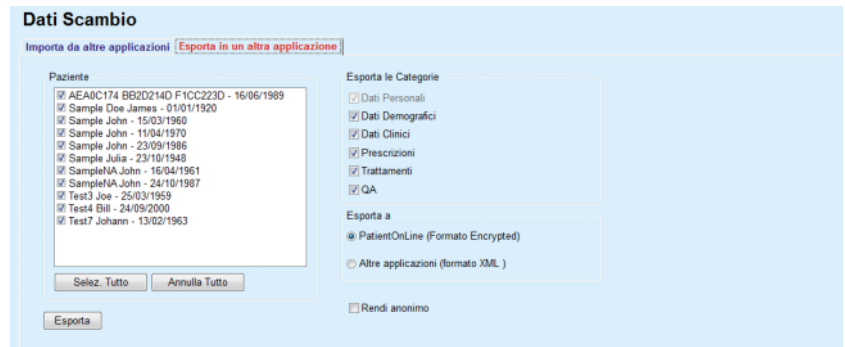 Dati Scambio
Importa da altre applicazioni Esporta in un altra applicazione
Paziente
AEA0C174 BB2D214D F1CC223D - 16/06/1989
Sample Doe James - 01/01/1920
Sample John - 15/03/1960
Sample John - 11/04/1970
Sample John - 23/09/1986
Sample Julia - 23/10/1948
SampleNA John - 16/04/1961
SampleNA John - 24/10/1987
Test3 Joe - 25/03/1959
Test4 Bill - 24/09/2000
Test7 Johann - 13/02/1963
Selez. Tutto Annulla Tutto
Esporta
Esporta le Categorie
Dati Personali
Dati Demografici
Dati Clinici
Prescrizioni
Trattamenti
QA
Esporta a
PatientOnLine (Formato Encrypted)
Altre applicazioni (formato XML )
Rendi anonimo